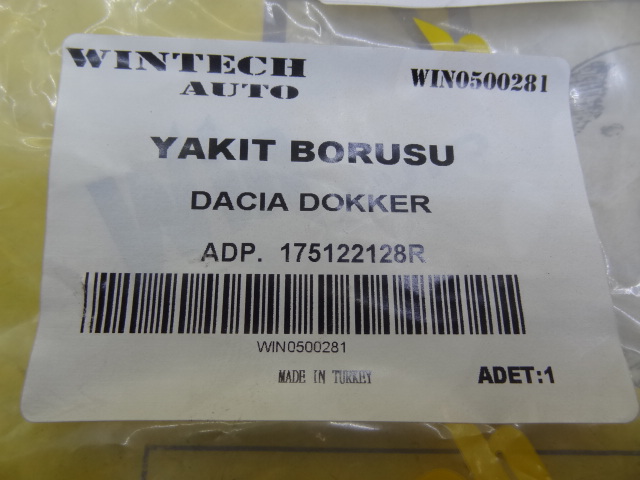 WINTECH
AUTO
WIN0500281
YAKIT BORUSU
DACIA DOKKER
ADP. 175122128R
WIN0500281
MADE IN TURKEY
ADET:1